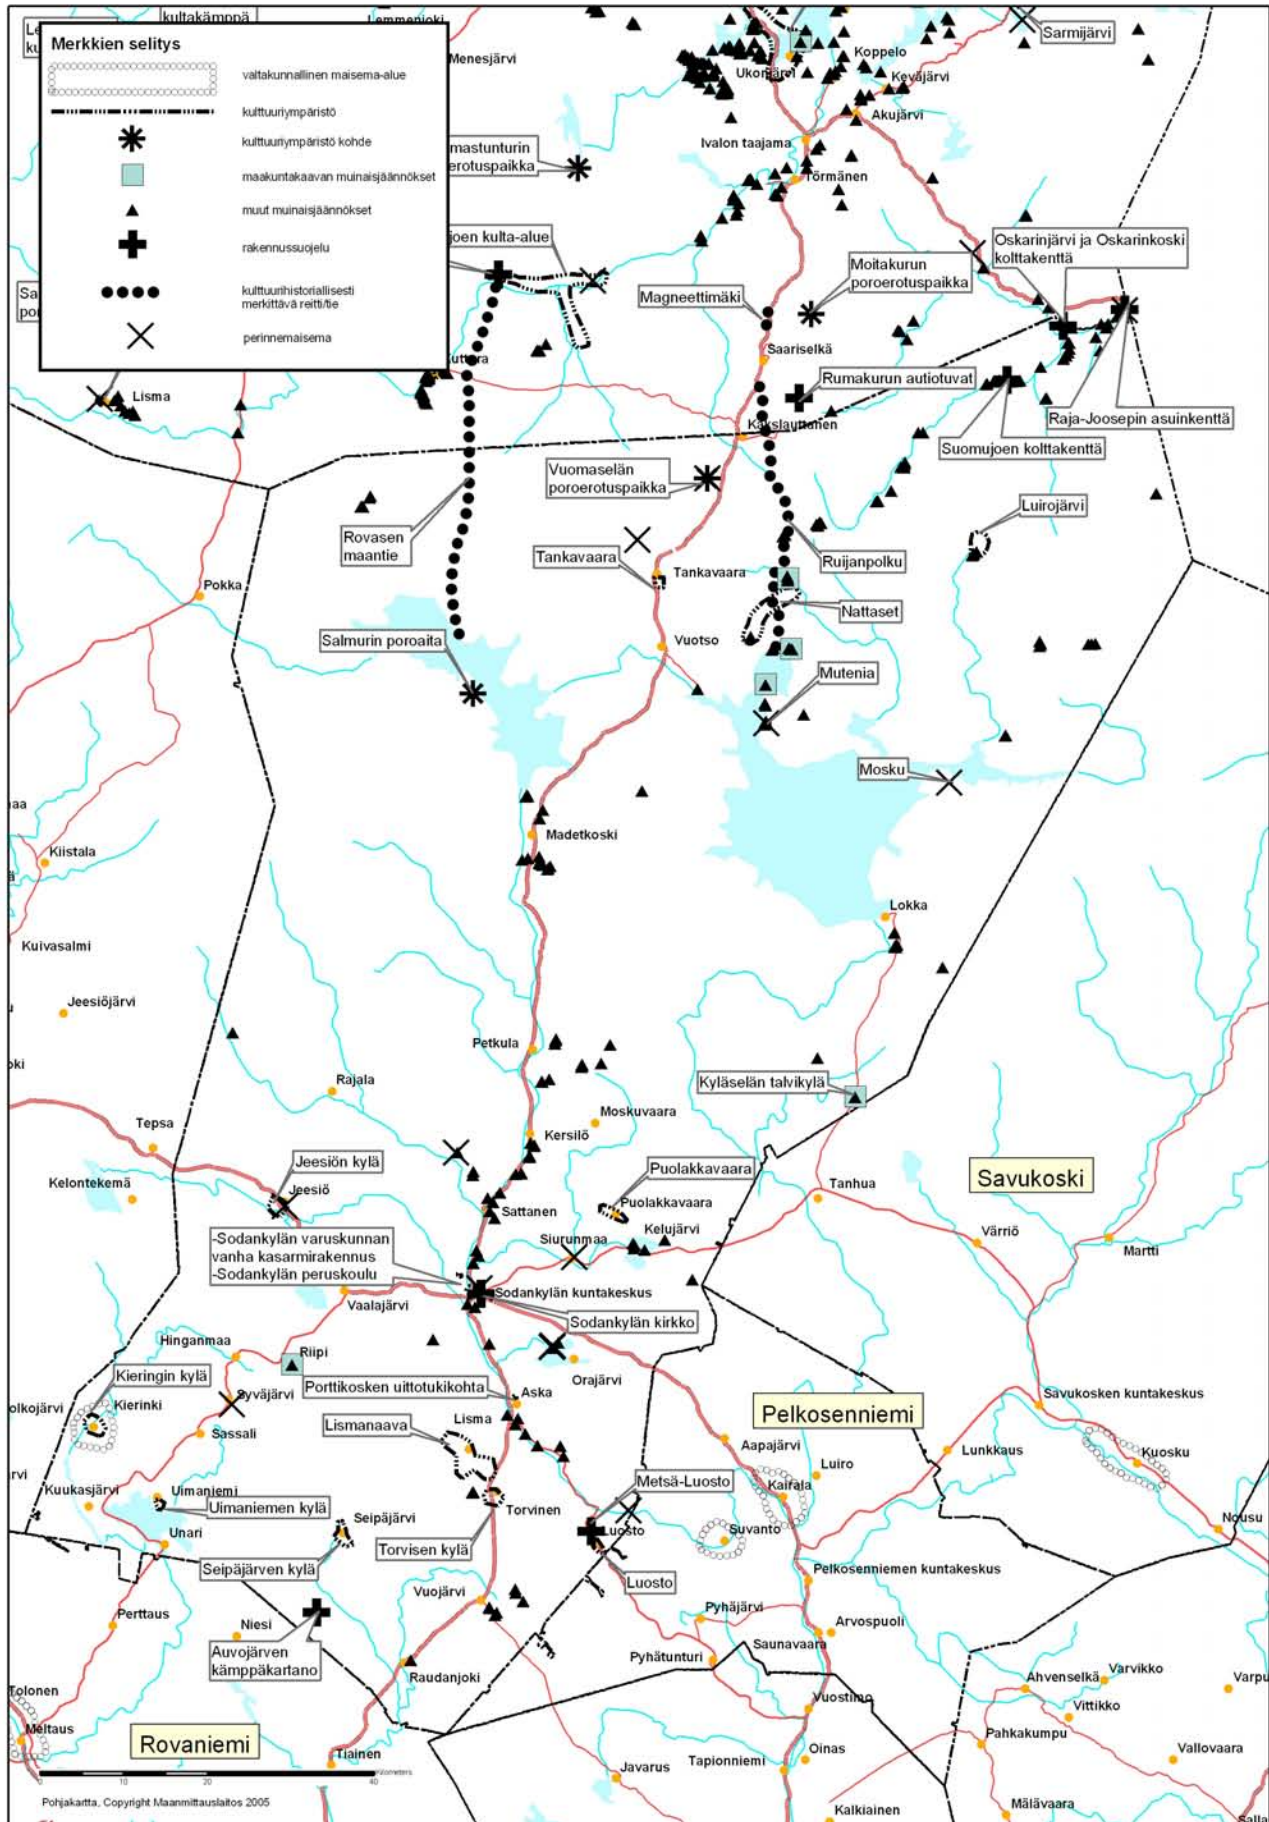 kultakämppä
Lemmenjoki
Merkkien selitys
valtakunnallinen maisema-alue
kulttuuriympäristö
kulttuuriympäristö kohde
maakuntakaavan muinaisjäännökset
muut muinaisjäännökset
rakennussuojelu
kulttuurihistoriallisesti
merkittävä reitti/tie
perinnemaisema
Menesjärvi
Sarmijärvi
Koppelo
Ukonjärvi
Keväjärvi
Akujärvi
Ivalon taajama
mastunturin
erotuspaikka
Törmänen
joen kulta-alue
Oskarinjärvi ja Oskarinkoski
kolttakenttä
Moitakurun
poroerotuspaikka
Magneettimäki
Saariselkä
Kuttura
Rumakurun autiotuvat
Lisma
Raja-Joosepin asuinkenttä
Kakslauttanen
Suomujoen kolttakenttä
Vuomaselän
poroerotuspaikka
Luirojärvi
Rovasen
maantie
Tankavaara
Ruijanpolku
Tankavaara
Pokka
Nattaset
Salmurin poroaita
Vuotso
Mutenia
Mosku
Madetkoski
Kiistala
Lokka
Kuivasalmi
Jeesiöjärvi
Petkula
Rajala
Kyläselän talvikylä
Moskuvaara
Tepsa
Kersilö
Jeesiön kylä
Puolakkavaara
Savukoski
Kelontekemä
Jeesiö
Tanhua
Puolakkavaara
Sattanen
Kelujärvi
Siurunmaa
Värriö
Martti
-Sodankylän varuskunnan
vanha kasarmirakennus
-Sodankylän peruskoulu
Sodankylän kuntakeskus
Vaalajärvi
Sodankylän kirkko
Hinganmaa
Riipi
Orajärvi
Kieringin kylä
Porttikosken uittotukikohta
Aska
Syväjärvi
Savukosken kuntakeskus
olkojärvi
Kierinki
Pelkosenniemi
Lismanaava
Lisma
Sassali
Aapajärvi
Lunkkaus
Kuosku
Luiro
Metsä-Luosto
Kairala
Kuukasjärvi
Uimaniemi
Uimaniemen kylä
Torvinen
Seipäjärvi
Luosto
Suvanto
Nousu
Unari
Torvisen kylä
Seipäjärven kylä
Luosto
Pelkosenniemen kuntakeskus
Vuojärvi
Perttaus
Pyhäjärvi
Niesi
Arvospuoli
Saunavaara
Auvojärven
kämppäkartano
Pyhätunturi
Raudanjoki
Ahvenselkä
Varvikko
Tolonen
Vuostimo
Vittikko
Meltaus
Rovaniemi
Pahkakumpu
Oinas
Vallovaara
Tiainen
Javarus
Tapionniemi
0 10 20 40 Kilometers
Pohjakartta, Copyright Maanmittauslaitos 2005
Kalkiainen
Mälävaara